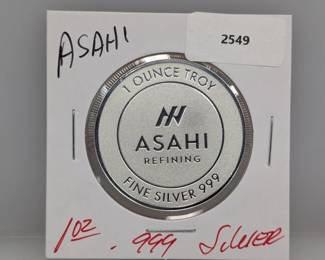 ASAHI
2549
1 OUNCE TROY
ASAHI
REFINING
FINE SILVER 999
1oz .999 Silver